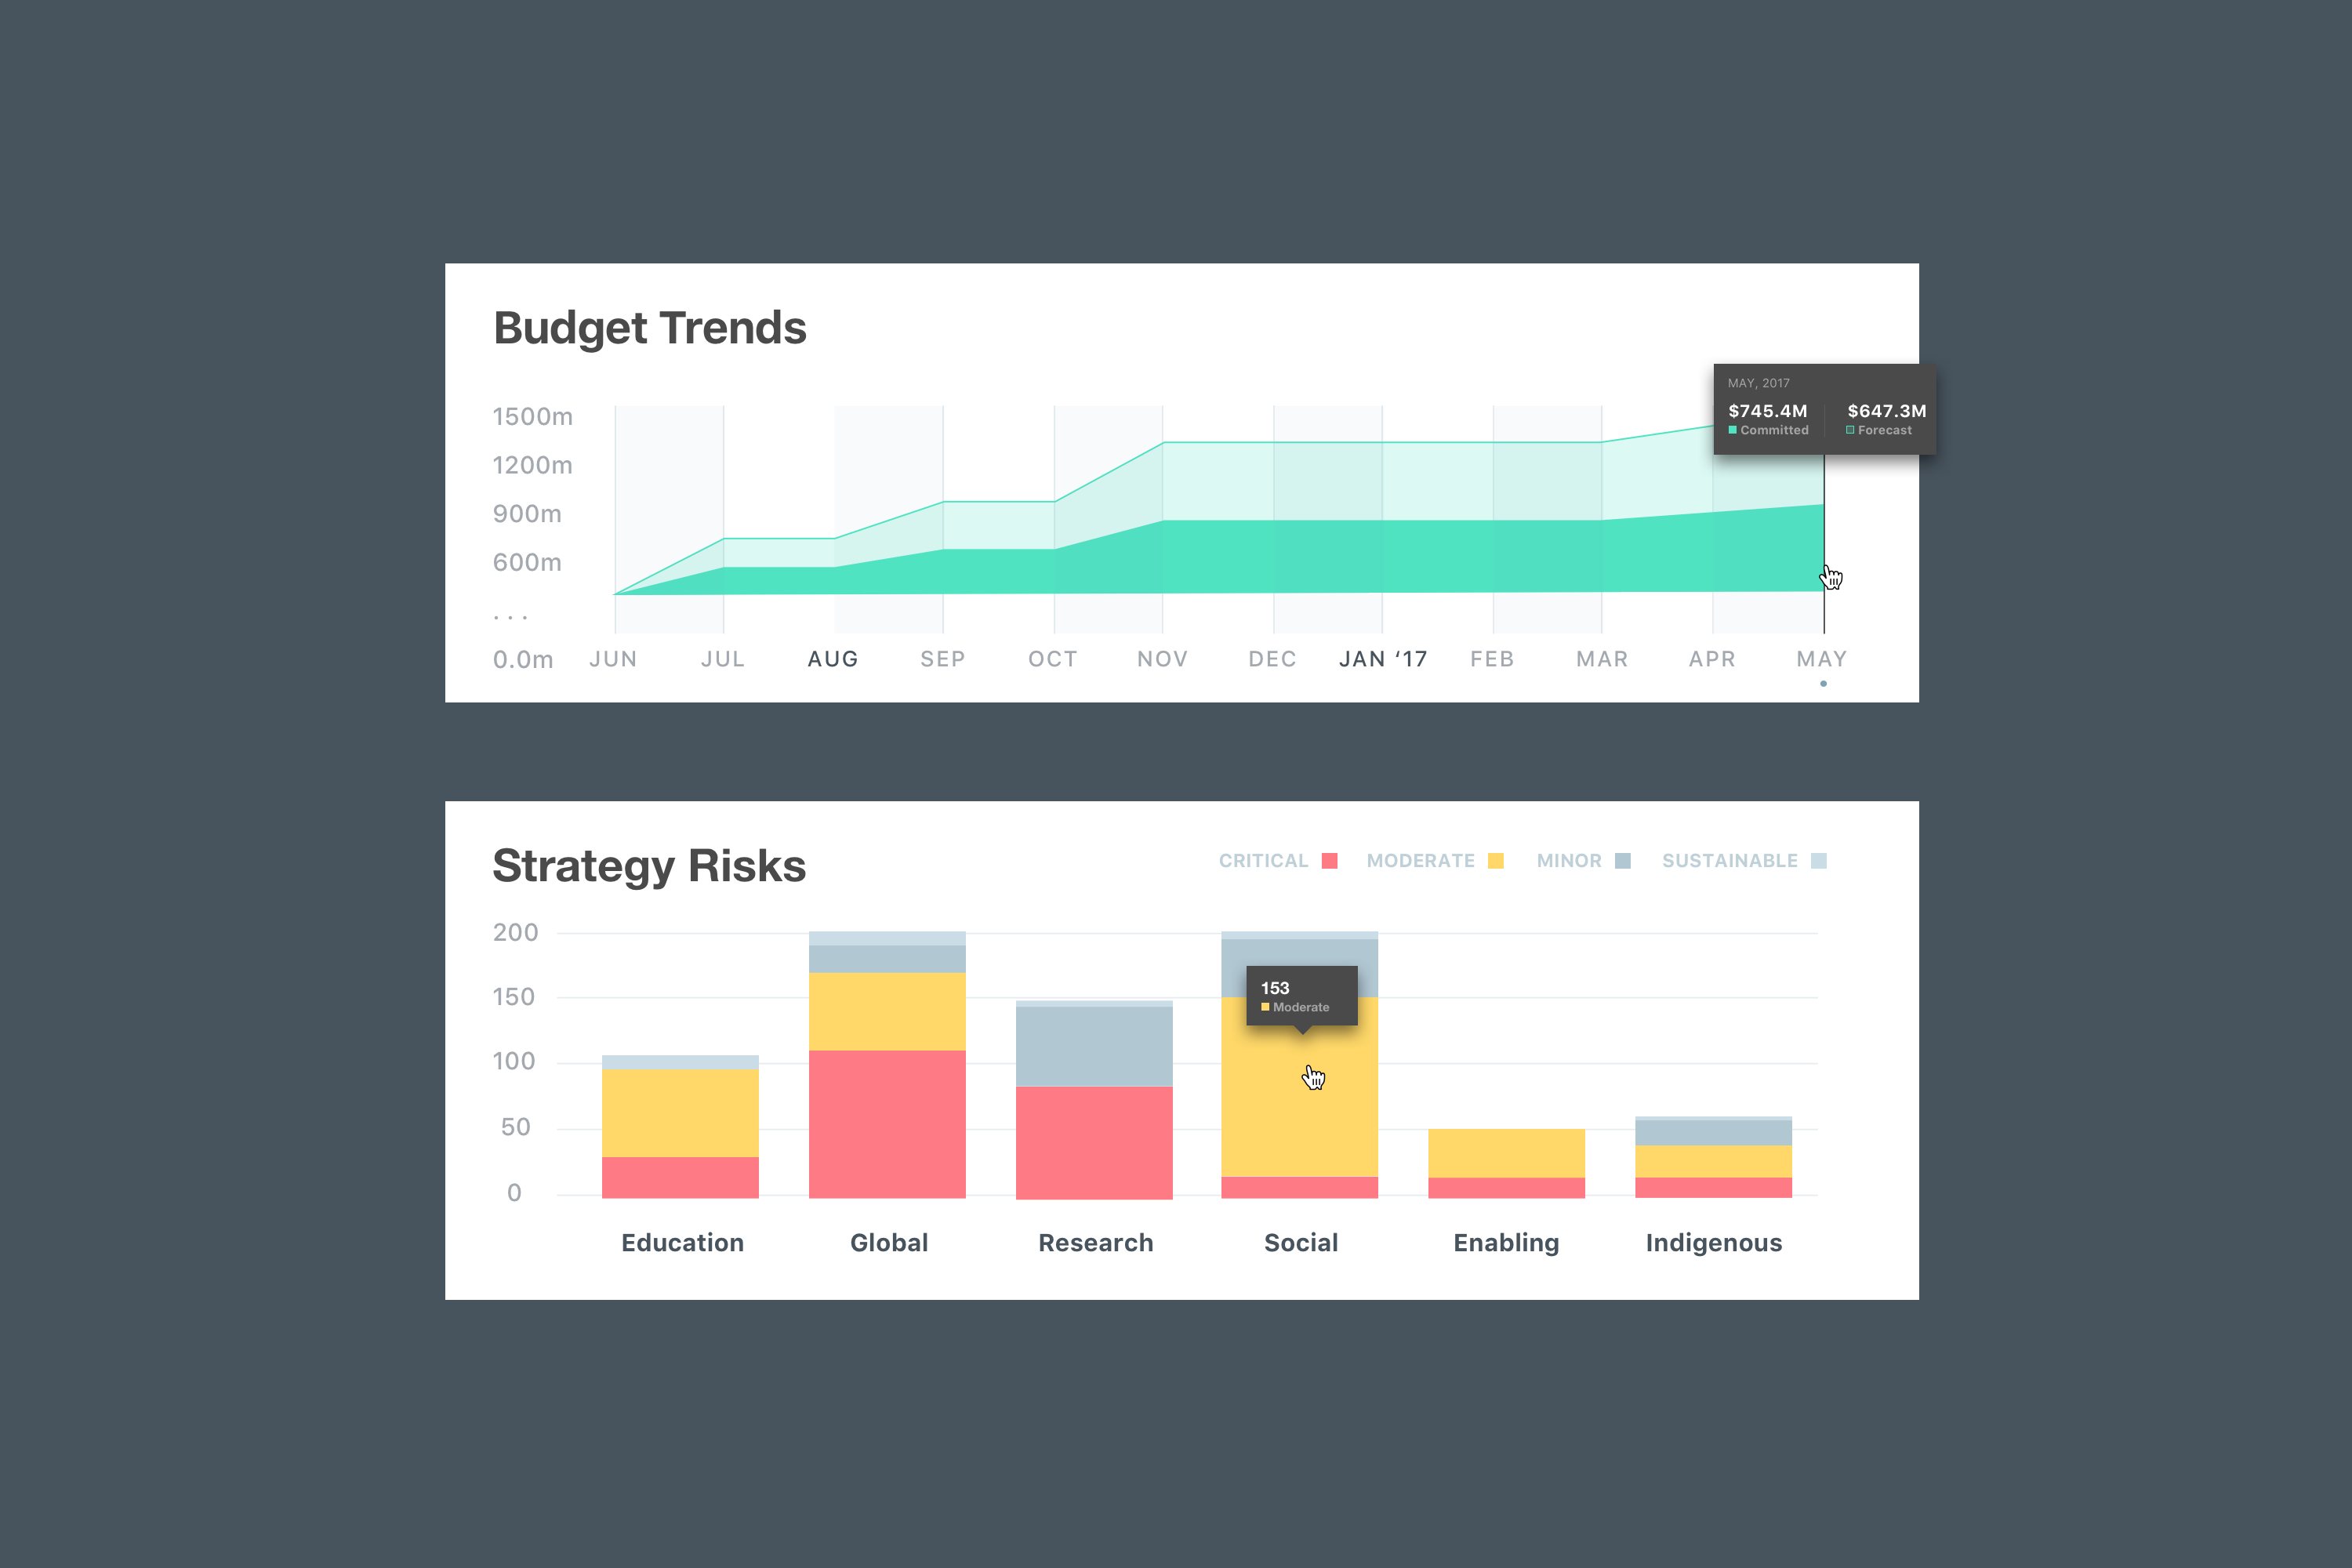 Budget Trends
MAY, 2017
$745.4M $647.3M
Committed Forecast
1500m
1200m
900m
600m
...
0.0m JUN JUL AUG SEP OCT NOV DEC JAN ‘17 FEB MAR APR MAY
Strategy Risks
CRITICAL MODERATE MINOR SUSTAINABLE
200
150
100
50
0
153
Moderate
Education Global Research Social Enabling Indigenous